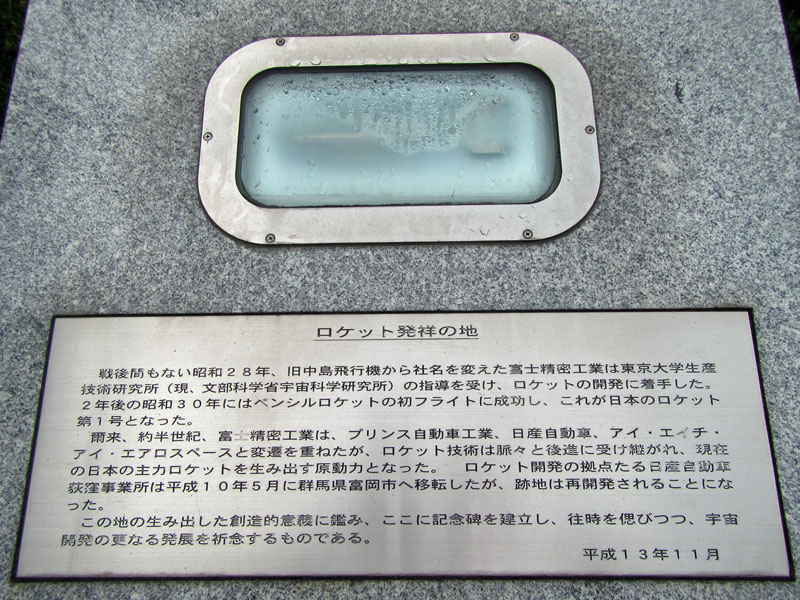 ロケット発祥の地
戦後間もない昭和28年、旧中島飛行機から社名を変えた富士精密工業は東京大学生産
技術研究所（現、文部科学省宇宙科学研究所）の指導を受け、ロケットの開発に着手した。
2年後の昭和30年にはペンシルロケットの初フライトに成功し、これが日本のロケット
第1号となった。
爾来、約半世紀、富士精密工業は、プリンス自動車工業、日産自動車、アイ・エイチ・
アイ・エアロスペースと変遷を重ねたが、ロケット技術は脈々と後進に受け継がれ、現在
の日本の主力ロケットを生み出す原動力となった。 ロケット開発の拠点たる日産自動車
荻窪事業所は平成10年5月に群馬県富岡市へ移転したが、跡地は再開発されることにな
った。
この地の生み出した創造的意義に鑑み、ここに記念碑を建立し、往時を偲びつつ、宇宙
開発の更なる発展を祈念するものである。
平成13年11月